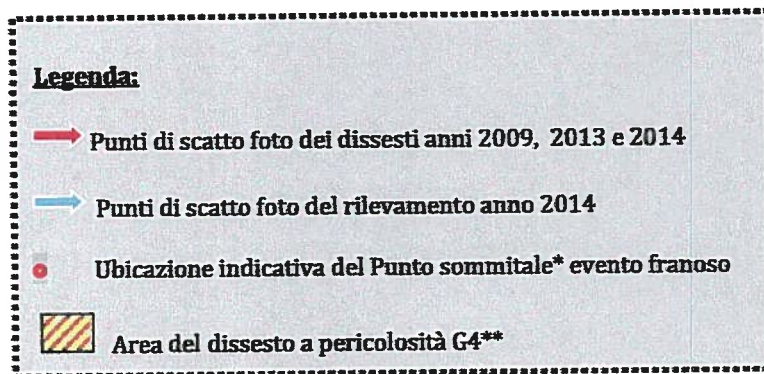 Legenda:
Punti di scatto foto dei dissesti anni 2009, 2013 e 2014
Punti di scatto foto del rilevamento anno 2014
Ubicazione indicativa del Punto sommitale* evento franoso
Area del dissesto a pericolosità G4**